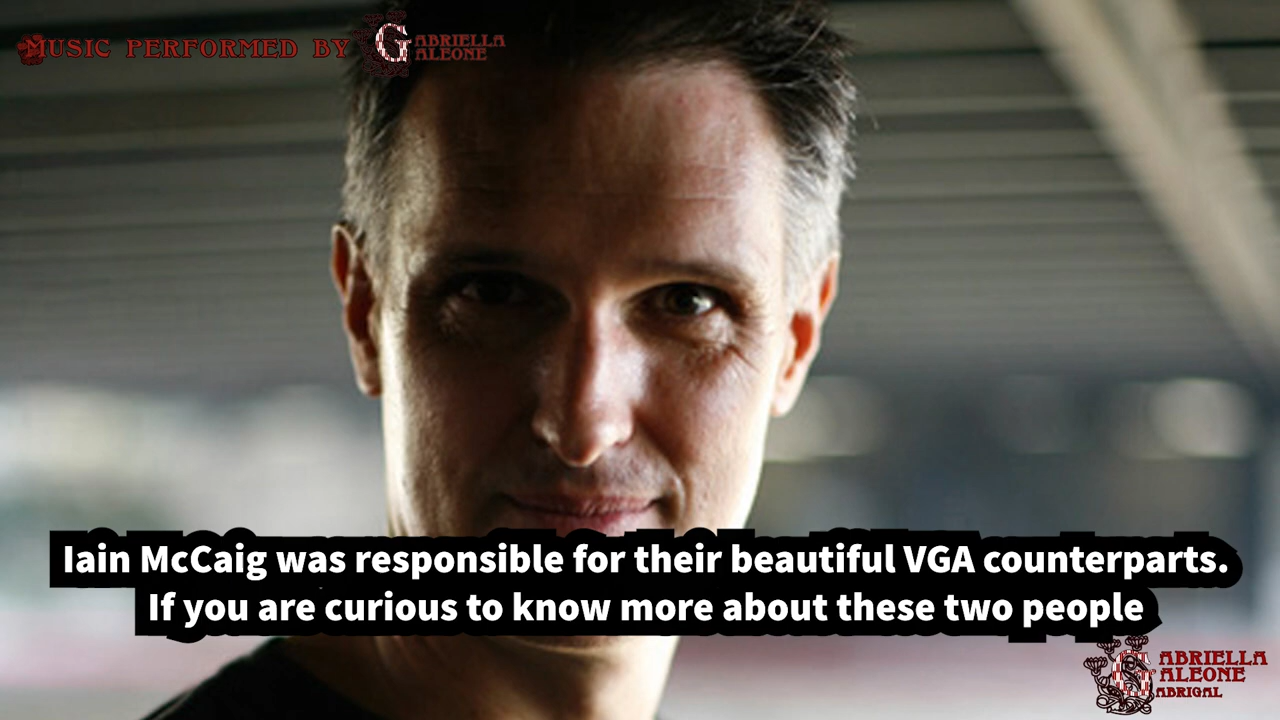 MUSIC PERFORMED BY GABRIELLA GALEONE
Iain McCaig was responsible for their beautiful VGA counterparts.
If you are curious to know more about these two people
GABRIELLA
GALEONE
GABRIGAL